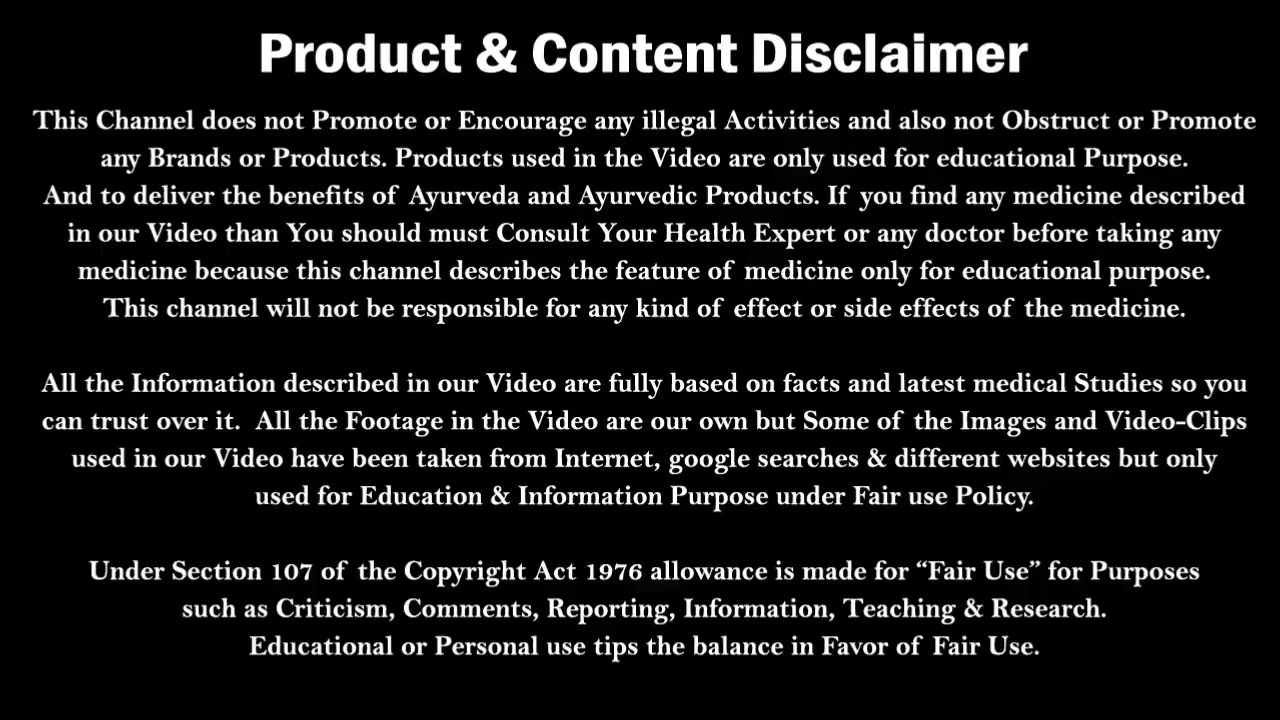 Product & Content Disclaimer
This Channel does not Promote or Encourage any illegal Activities and also not Obstruct or Promote
any Brands or Products. Products used in the Video are only used for educational Purpose.
And to deliver the benefits of Ayurveda and Ayurvedic Products. If you find any medicine described
in our Video than You should must Consult Your Health Expert or any doctor before taking any
medicine because this channel describes the feature of medicine only for educational purpose.
This channel will not be responsible for any kind of effect or side effects of the medicine.
All the Information described in our Video are fully based on facts and latest medical Studies so you
can trust over it. All the Footage in the Video are our own but Some of the Images and Video-Clips
used in our Video have been taken from Internet, google searches & different websites but only
used for Education & Information Purpose under Fair use Policy.
Under Section 107 of the Copyright Act 1976 allowance is made for “Fair Use” for Purposes
such as Criticism, Comments, Reporting, Information, Teaching & Research.
Educational or Personal use tips the balance in Favor of Fair Use.